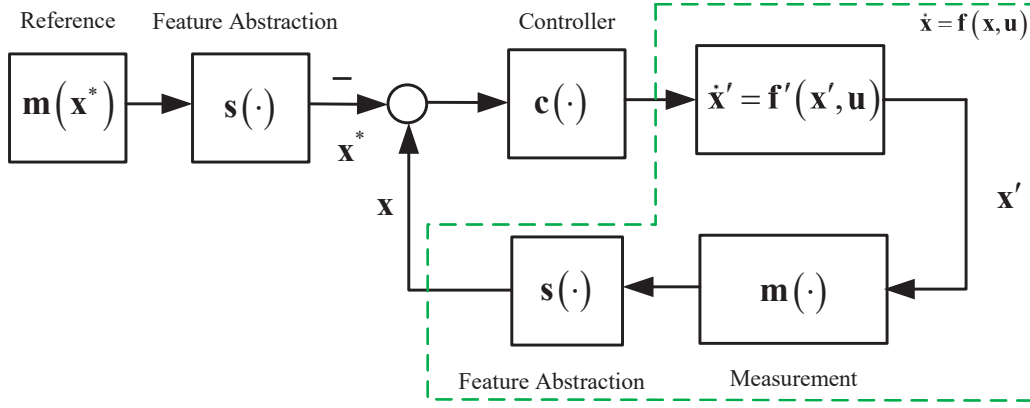 Reference
Feature Abstraction
Controller
ẋ = f(x, u)
m(x*)
s(·)
−
x*
c(·)
ẋ′ = f′(x′, u)
x
x′
s(·)
m(·)
Feature Abstraction
Measurement